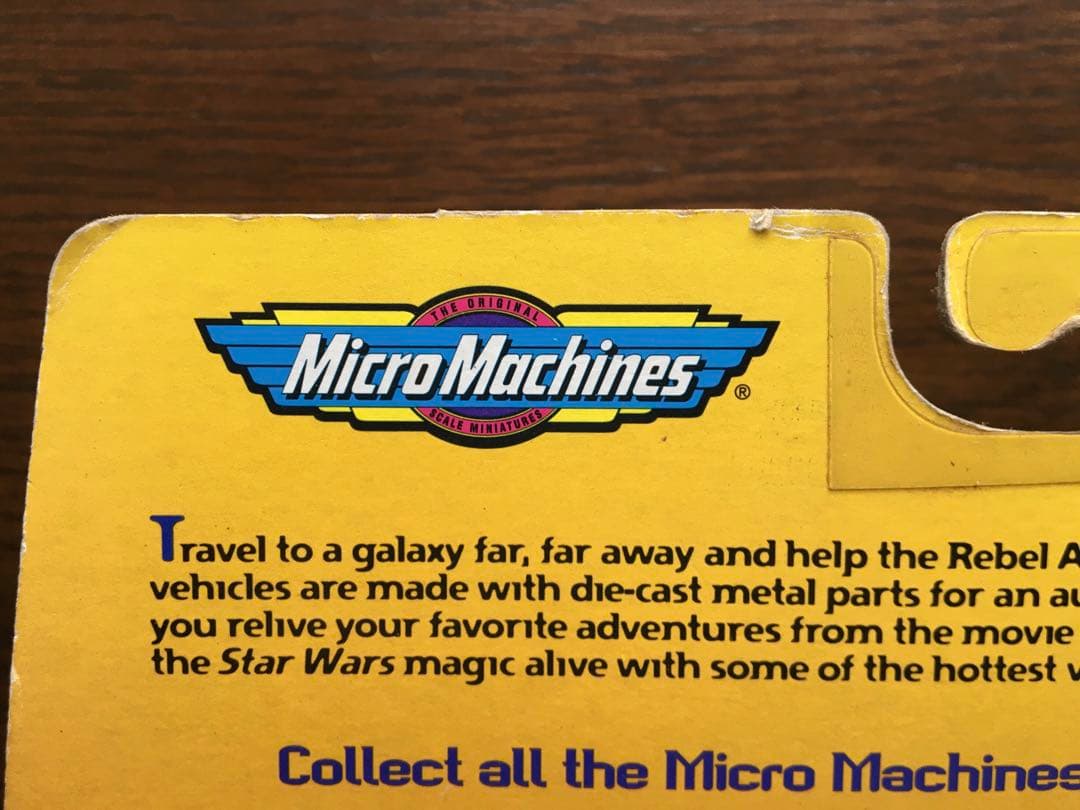 THE ORIGINAL
Micro Machines ®
SCALE MINIATURES
Travel to a galaxy far, far away and help the Rebel
vehicles are made with die-cast metal parts for an
you relive your favorite adventures from the movie
the Star Wars magic alive with some of the hottest
Collect all the Micro Machines